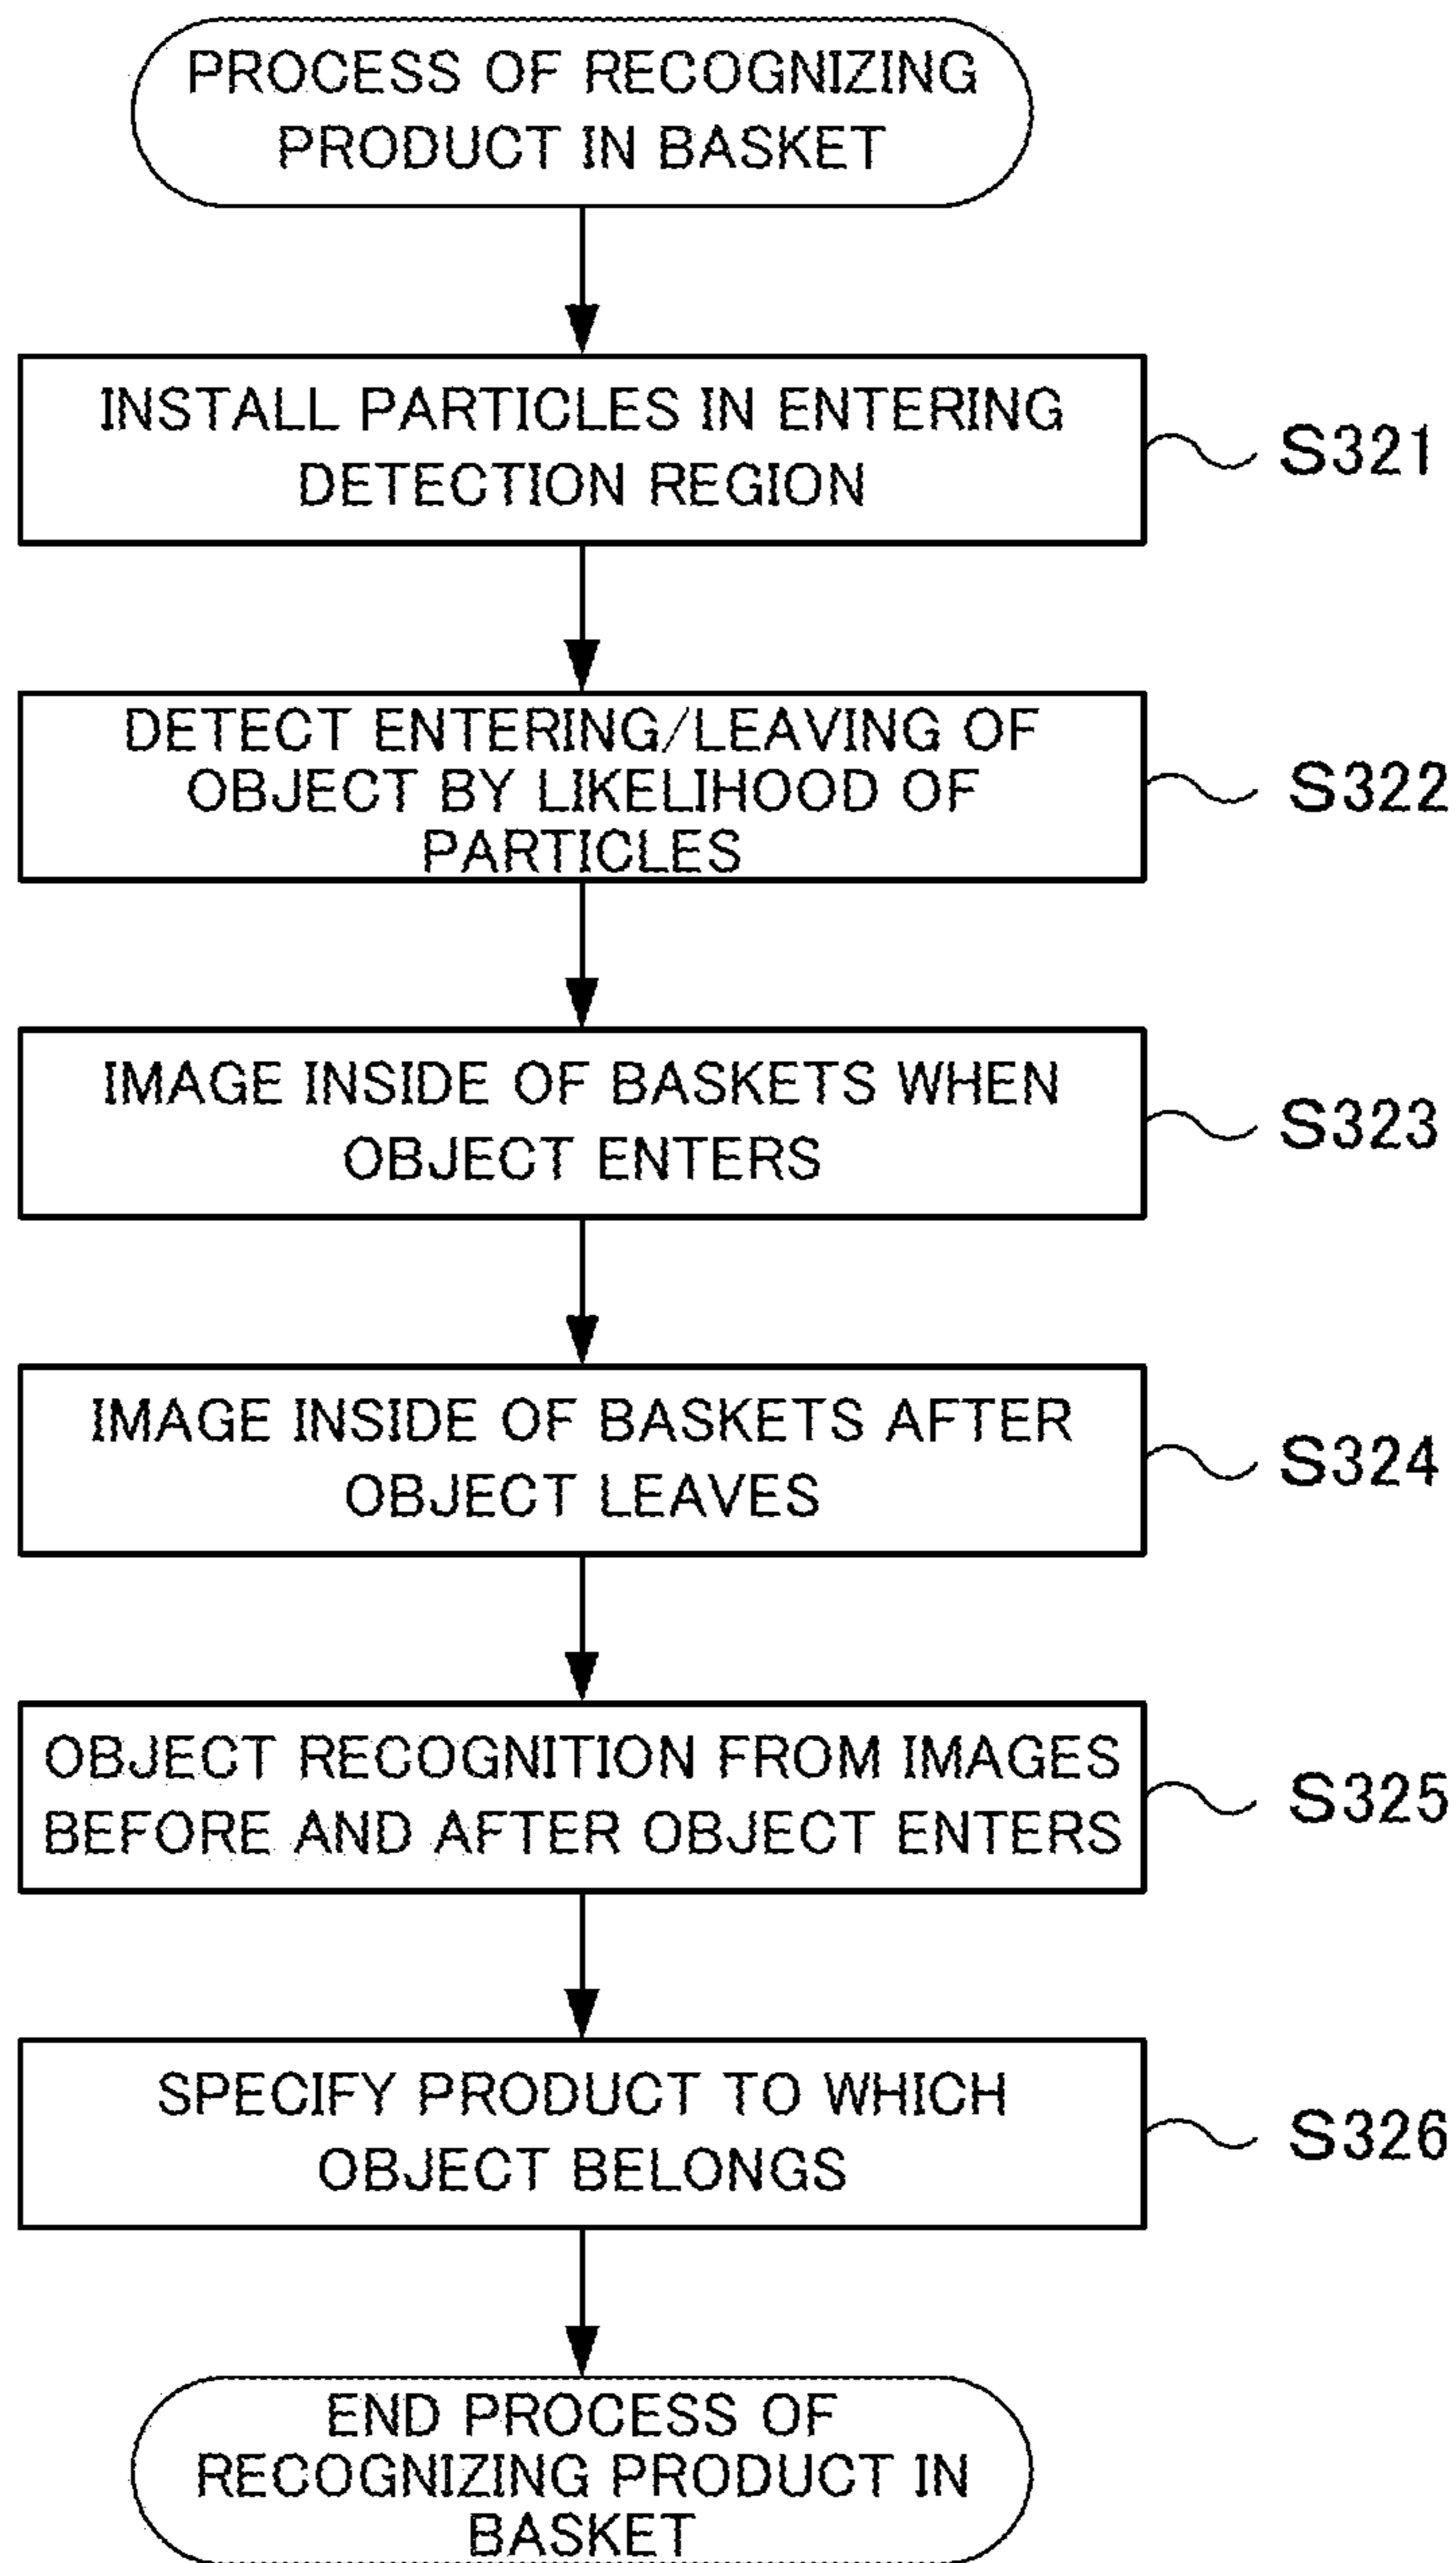 PROCESS OF RECOGNIZING
PRODUCT IN BASKET
INSTALL PARTICLES IN ENTERING
DETECTION REGION
S321
DETECT ENTERING/LEAVING OF
OBJECT BY LIKELIHOOD OF
PARTICLES
S322
IMAGE INSIDE OF BASKETS WHEN
OBJECT ENTERS
S323
IMAGE INSIDE OF BASKETS AFTER
OBJECT LEAVES
S324
OBJECT RECOGNITION FROM IMAGES
BEFORE AND AFTER OBJECT ENTERS
S325
SPECIFY PRODUCT TO WHICH
OBJECT BELONGS
S326
END PROCESS OF
RECOGNIZING PRODUCT IN
BASKET